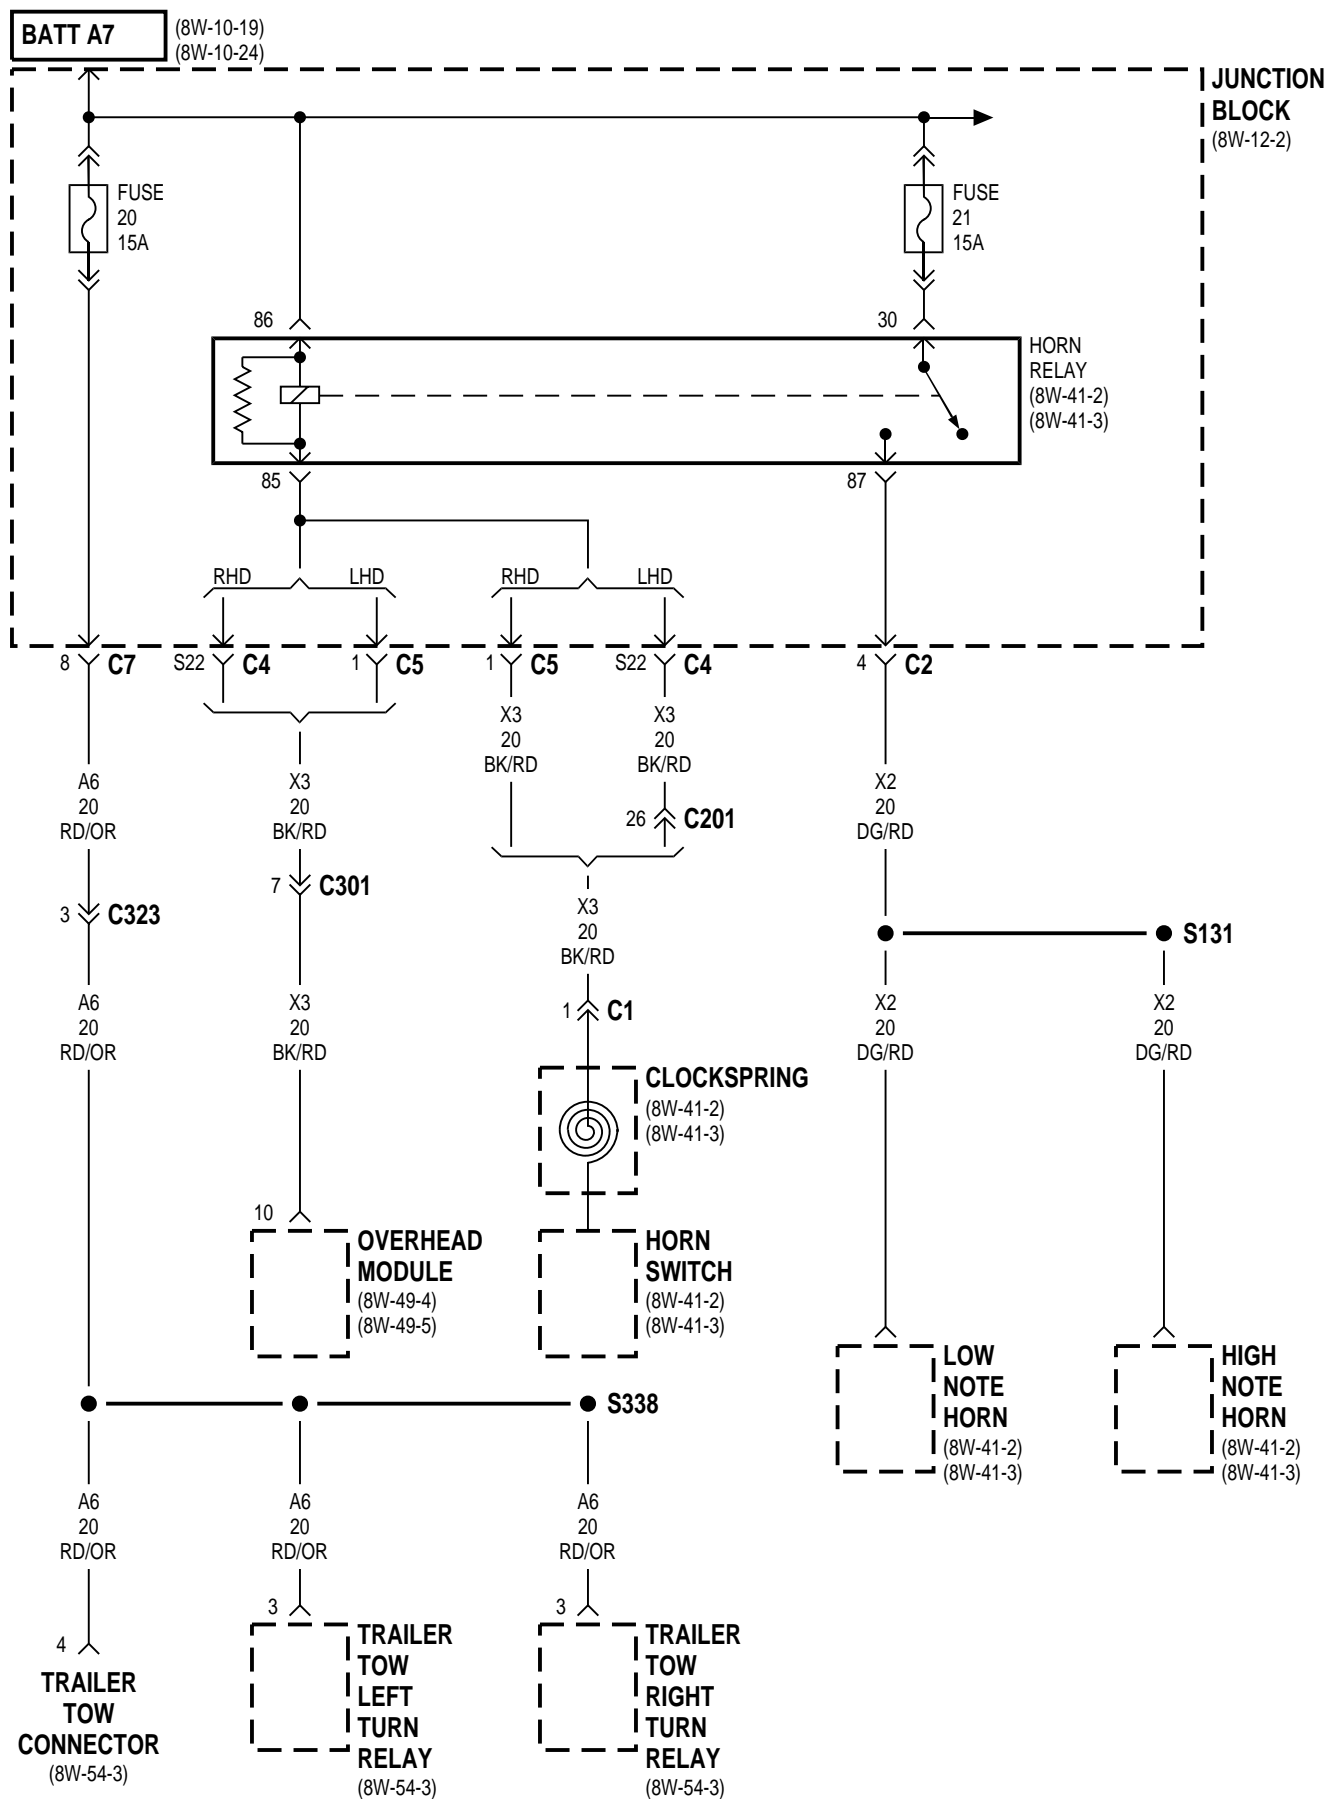 BATT A7
(8W-10-19)
(8W-10-24)
JUNCTION
BLOCK
(8W-12-2)
FUSE
20
15A
FUSE
21
15A
86
30
HORN
RELAY
(8W-41-2)
(8W-41-3)
85
87
RHD
LHD
RHD
LHD
8
C7
S22
C4
1
C5
1
C5
S22
C4
4
C2
X3
20
BK/RD
X3
20
BK/RD
A6
20
RD/OR
X3
20
BK/RD
X2
20
DG/RD
26
C201
7
C301
3
C323
X3
20
BK/RD
S131
A6
20
RD/OR
X3
20
BK/RD
1
C1
X2
20
DG/RD
X2
20
DG/RD
CLOCKSPRING
(8W-41-2)
(8W-41-3)
10
OVERHEAD
MODULE
(8W-49-4)
(8W-49-5)
HORN
SWITCH
(8W-41-2)
(8W-41-3)
LOW
NOTE
HORN
(8W-41-2)
(8W-41-3)
HIGH
NOTE
HORN
(8W-41-2)
(8W-41-3)
S338
A6
20
RD/OR
A6
20
RD/OR
A6
20
RD/OR
4
TRAILER
TOW
CONNECTOR
(8W-54-3)
3
TRAILER
TOW
LEFT
TURN
RELAY
(8W-54-3)
3
TRAILER
TOW
RIGHT
TURN
RELAY
(8W-54-3)